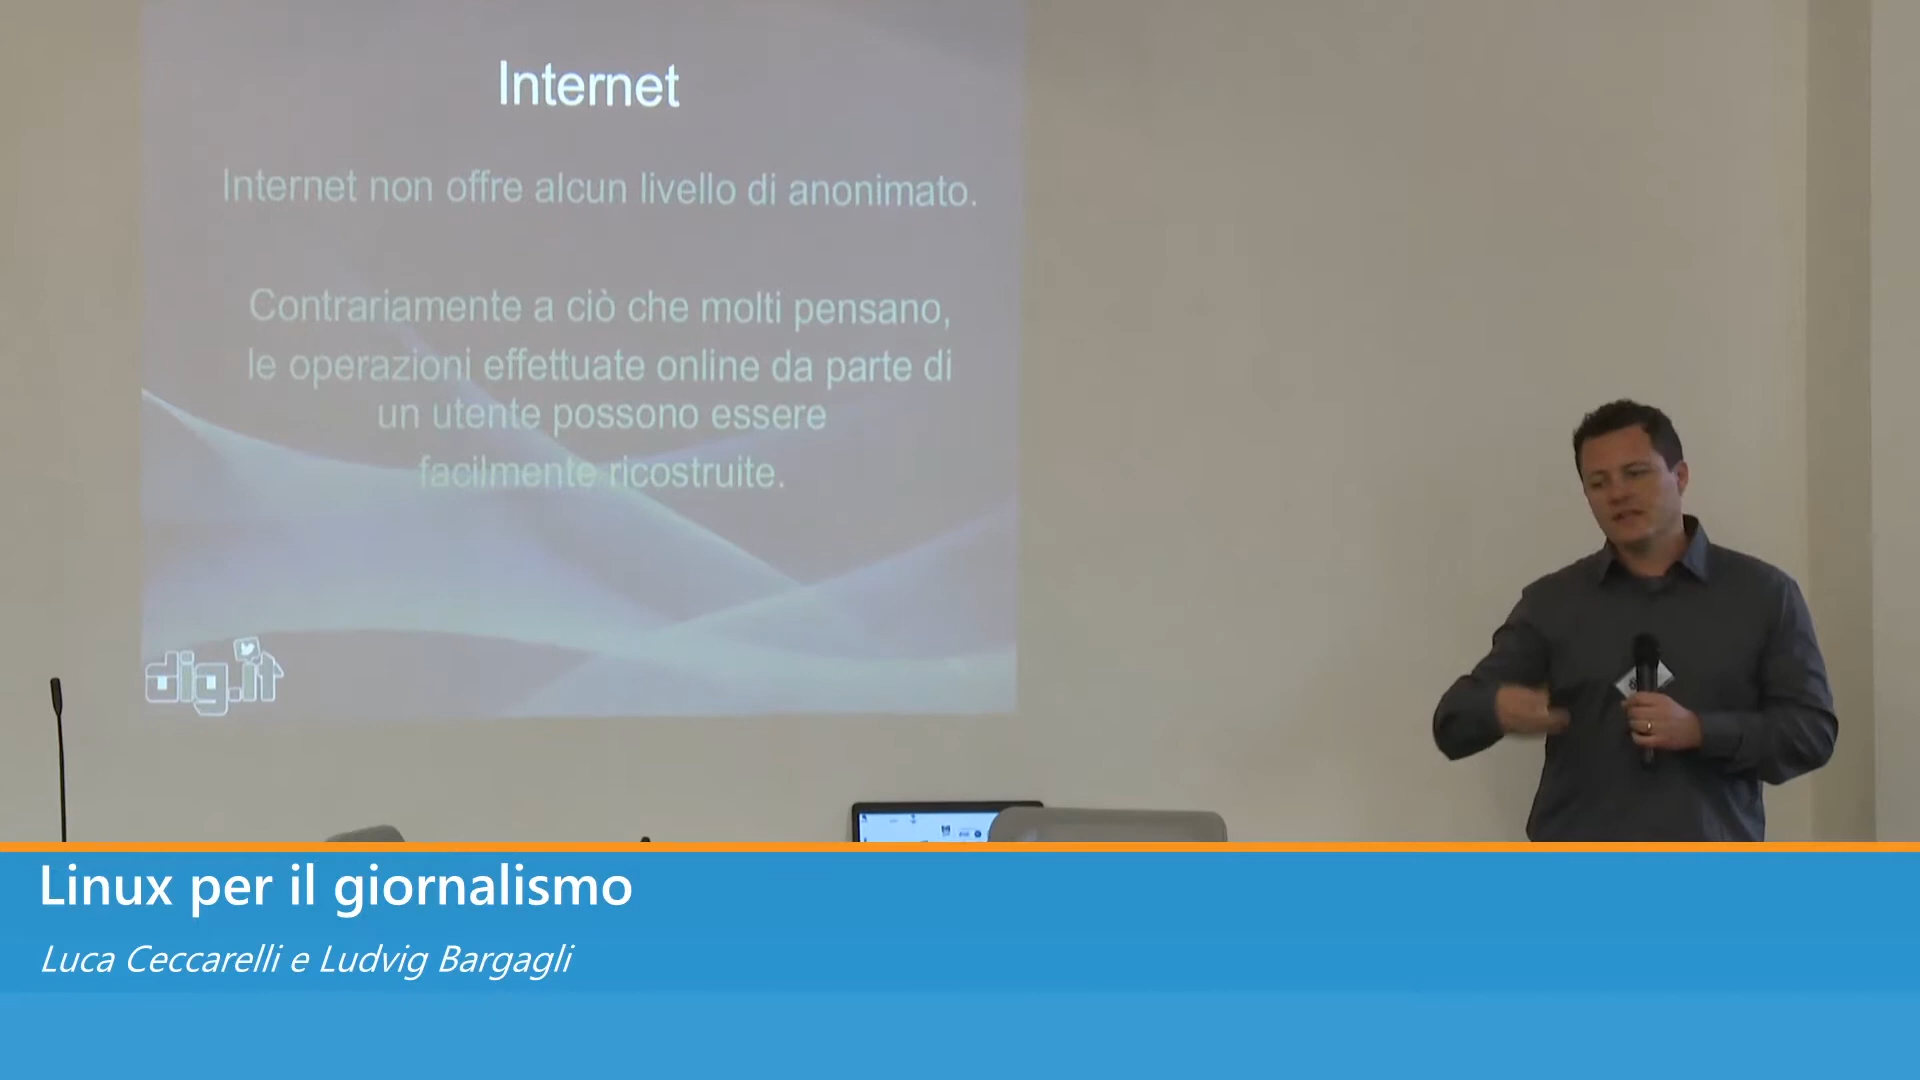 Internet
Internet non offre alcun livello di anonimato.
Contrariamente a ciò che molti pensano,
le operazioni effettuate online da parte di
un utente possono essere
facilmente ricostruite.
dig.it
Linux per il giornalismo
Luca Ceccarelli e Ludvig Bargagli